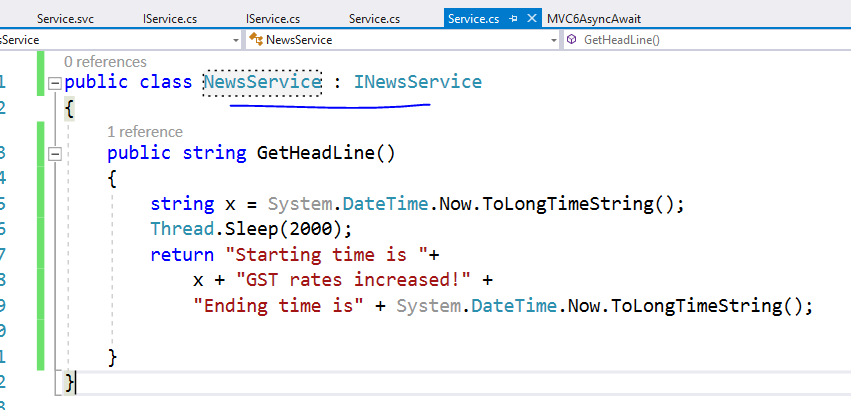 Service.svc IService.cs IService.cs Service.cs Service.cs MVC6AsyncAwait
sService NewsService GetHeadLine()
0 references
1 public class NewsService : INewsService
2 {
1 reference
3 public string GetHeadLine()
4 {
5 string x = System.DateTime.Now.ToLongTimeString();
6 Thread.Sleep(2000);
7 return "Starting time is "+
8 x + "GST rates increased!" +
9 "Ending time is" + System.DateTime.Now.ToLongTimeString();
0
1 }
2 }
3